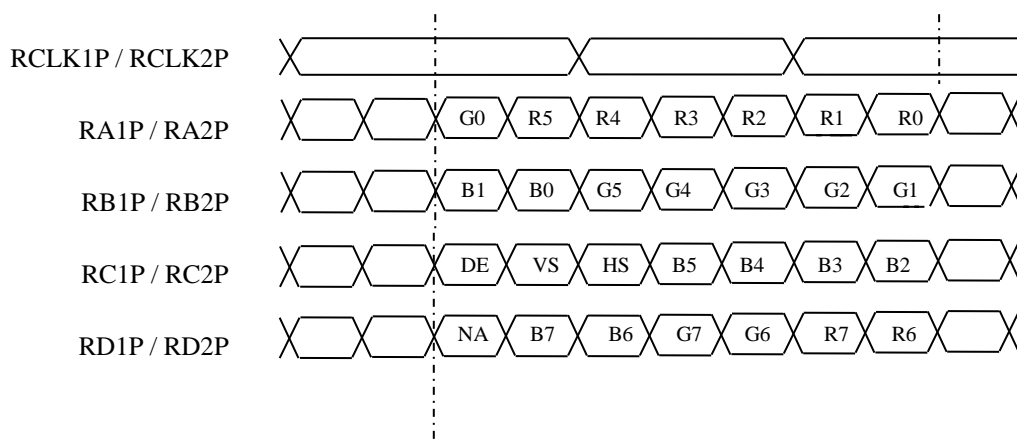 RCLK1P / RCLK2P
RA1P / RA2P G0 R5 R4 R3 R2 R1 R0
RB1P / RB2P B1 B0 G5 G4 G3 G2 G1
RC1P / RC2P DE VS HS B5 B4 B3 B2
RD1P / RD2P NA B7 B6 G7 G6 R7 R6